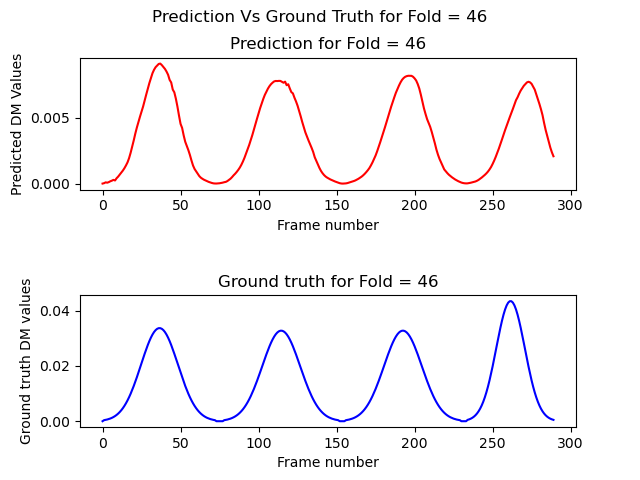 Prediction Vs Ground Truth for Fold = 46
Prediction for Fold = 46
Predicted DM Values
0.005
0.000
0 50 100 150 200 250 300
Frame number
Ground truth for Fold = 46
Ground truth DM values
0.04
0.02
0.00
0 50 100 150 200 250 300
Frame number